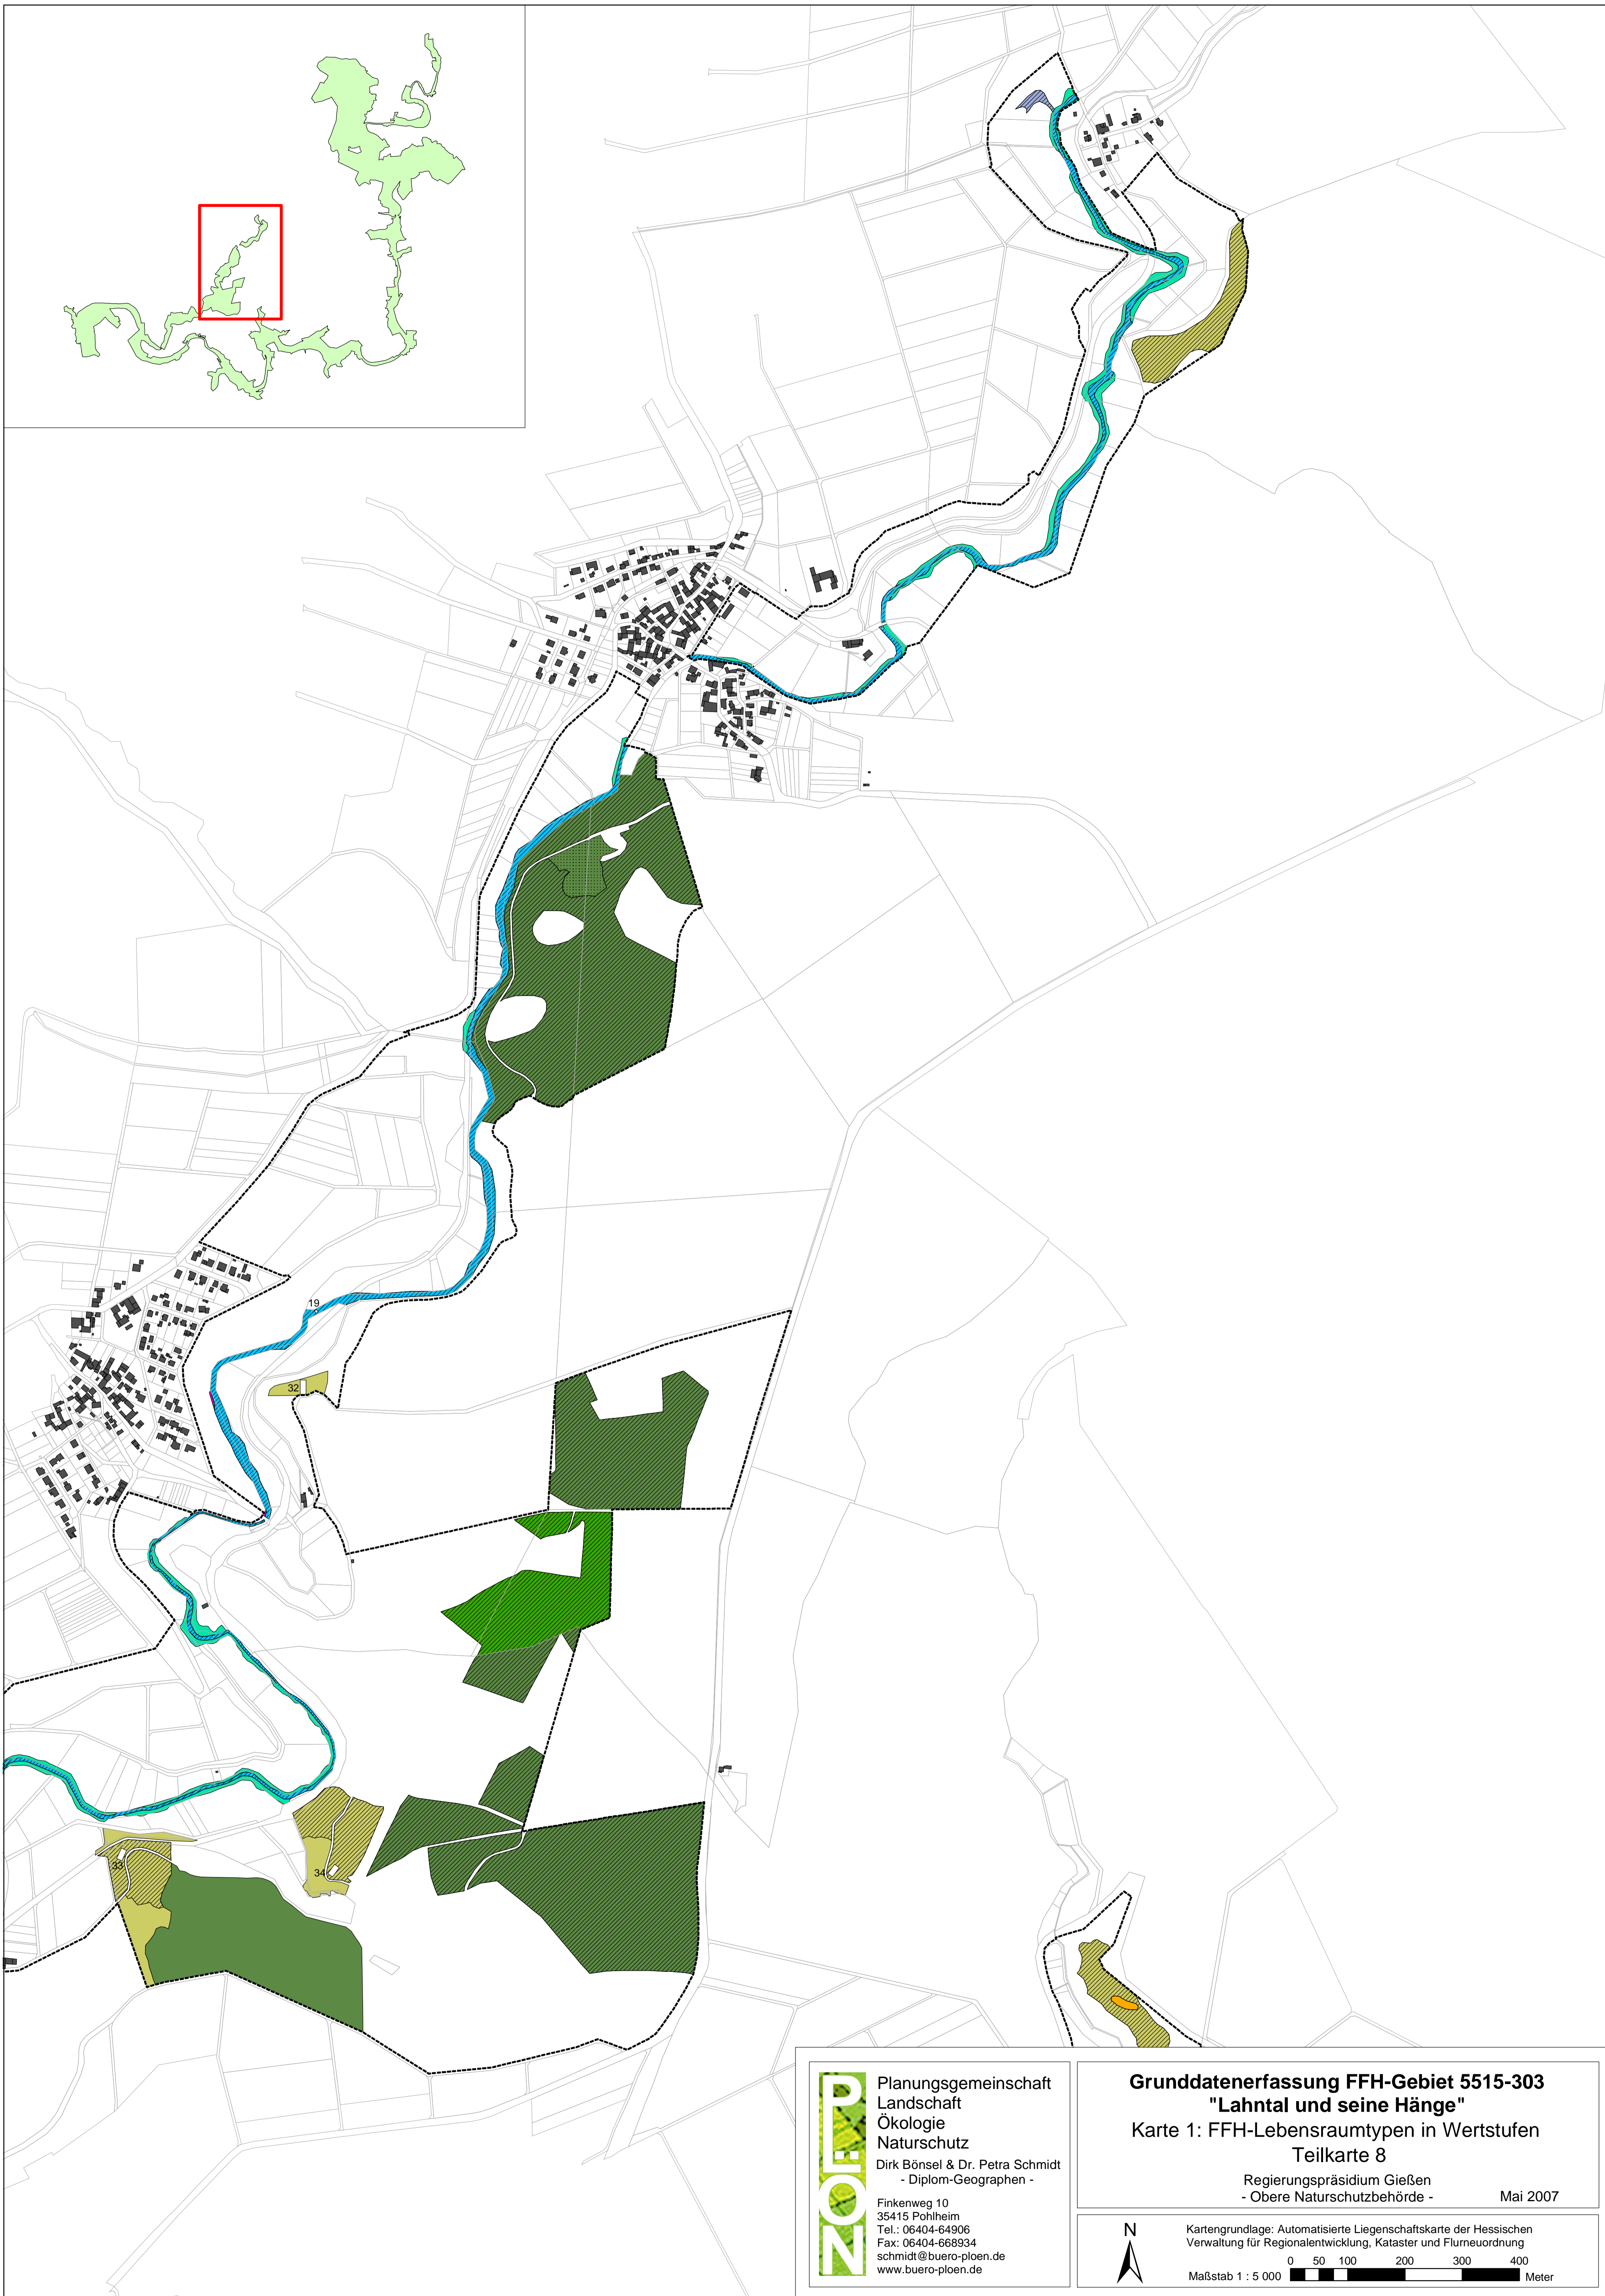 19
32
33
34
PLÖN
Planungsgemeinschaft
Landschaft
Ökologie
Naturschutz
Dirk Bönsel & Dr. Petra Schmidt
- Diplom-Geographen -
Finkenweg 10
35415 Pohlheim
Tel.: 06404-64906
Fax: 06404-668934
schmidt@buero-ploen.de
www.buero-ploen.de
Grunddatenerfassung FFH-Gebiet 5515-303
"Lahntal und seine Hänge"
Karte 1: FFH-Lebensraumtypen in Wertstufen
Teilkarte 8
Regierungspräsidium Gießen
- Obere Naturschutzbehörde - Mai 2007
N
Kartengrundlage: Automatisierte Liegenschaftskarte der Hessischen
Verwaltung für Regionalentwicklung, Kataster und Flurneuordnung
0 50 100 200 300 400
Maßstab 1 : 5 000 Meter